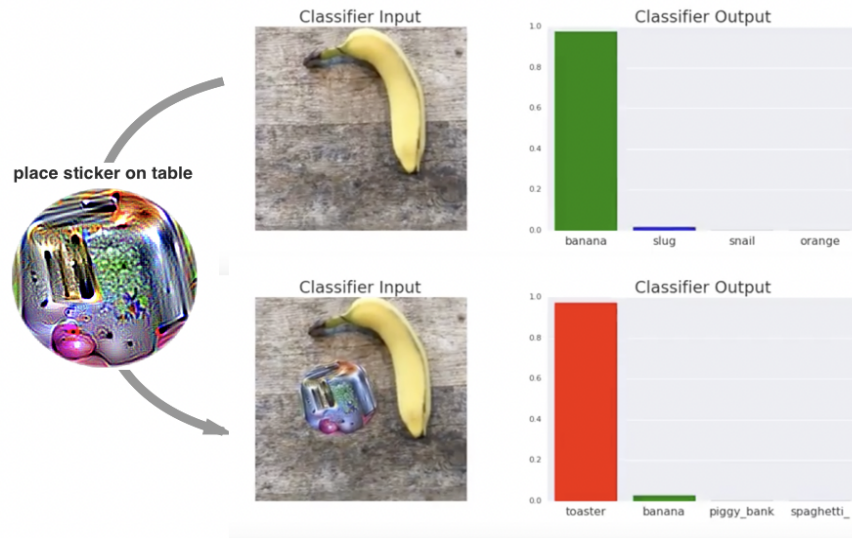 place sticker on table
Classifier Input
Classifier Output
1.0
0.8
0.6
0.4
0.2
0.0
banana slug snail orange
Classifier Input
Classifier Output
1.0
0.8
0.6
0.4
0.2
0.0
toaster banana piggy_bank spaghetti_